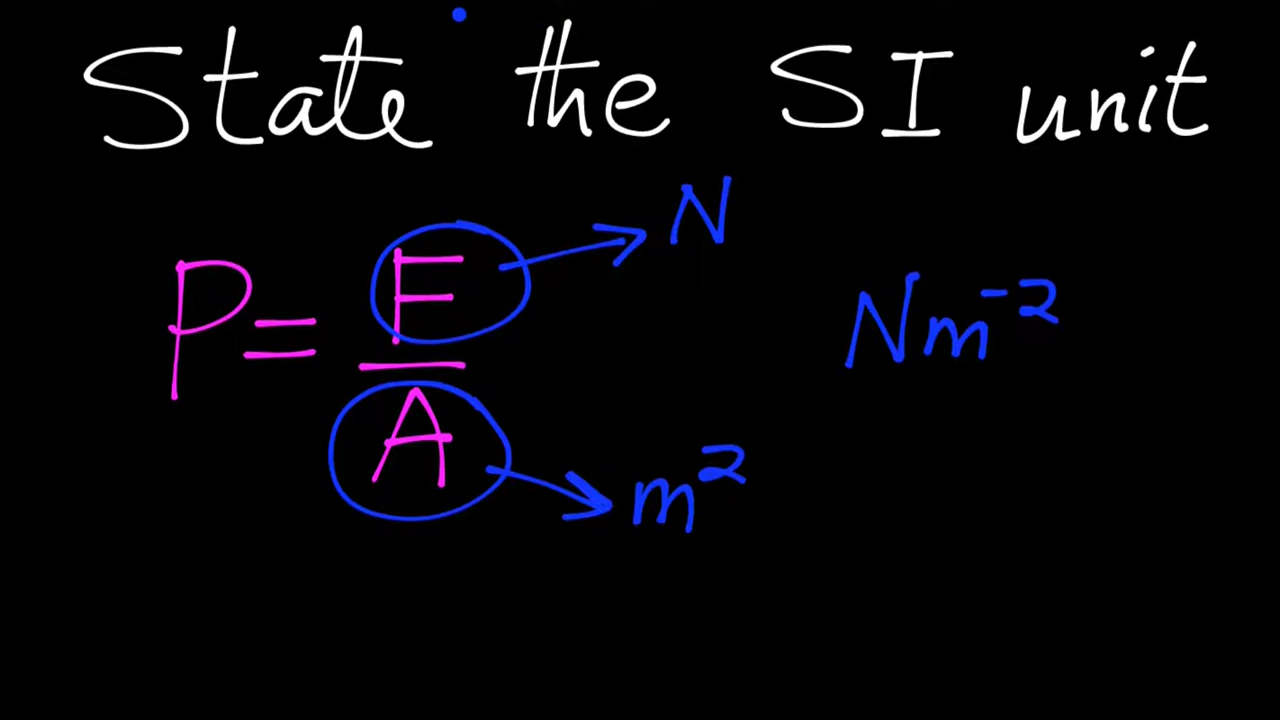 State the SI unit
P = F/A
N
Nm⁻²
m²